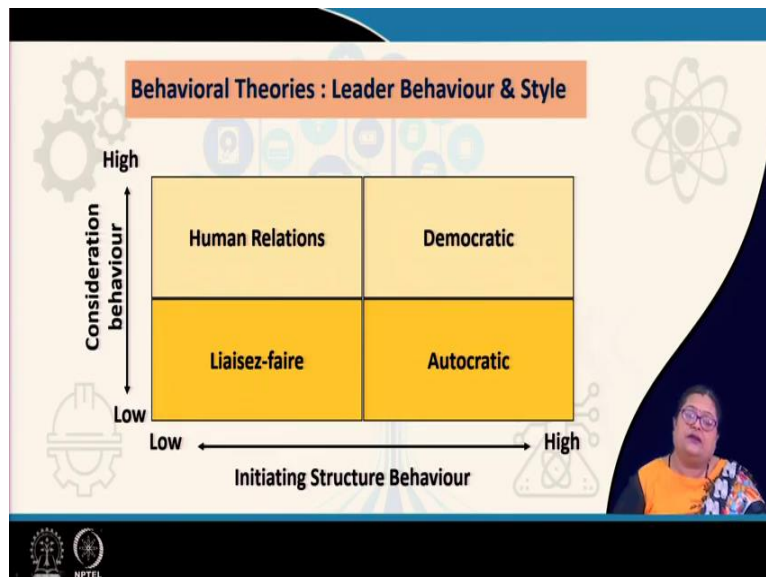 Behavioral Theories : Leader Behaviour & Style
High
Consideration
behaviour
Human Relations
Democratic
Liaisez-faire
Autocratic
Low
Low
High
Initiating Structure Behaviour
NPTEL